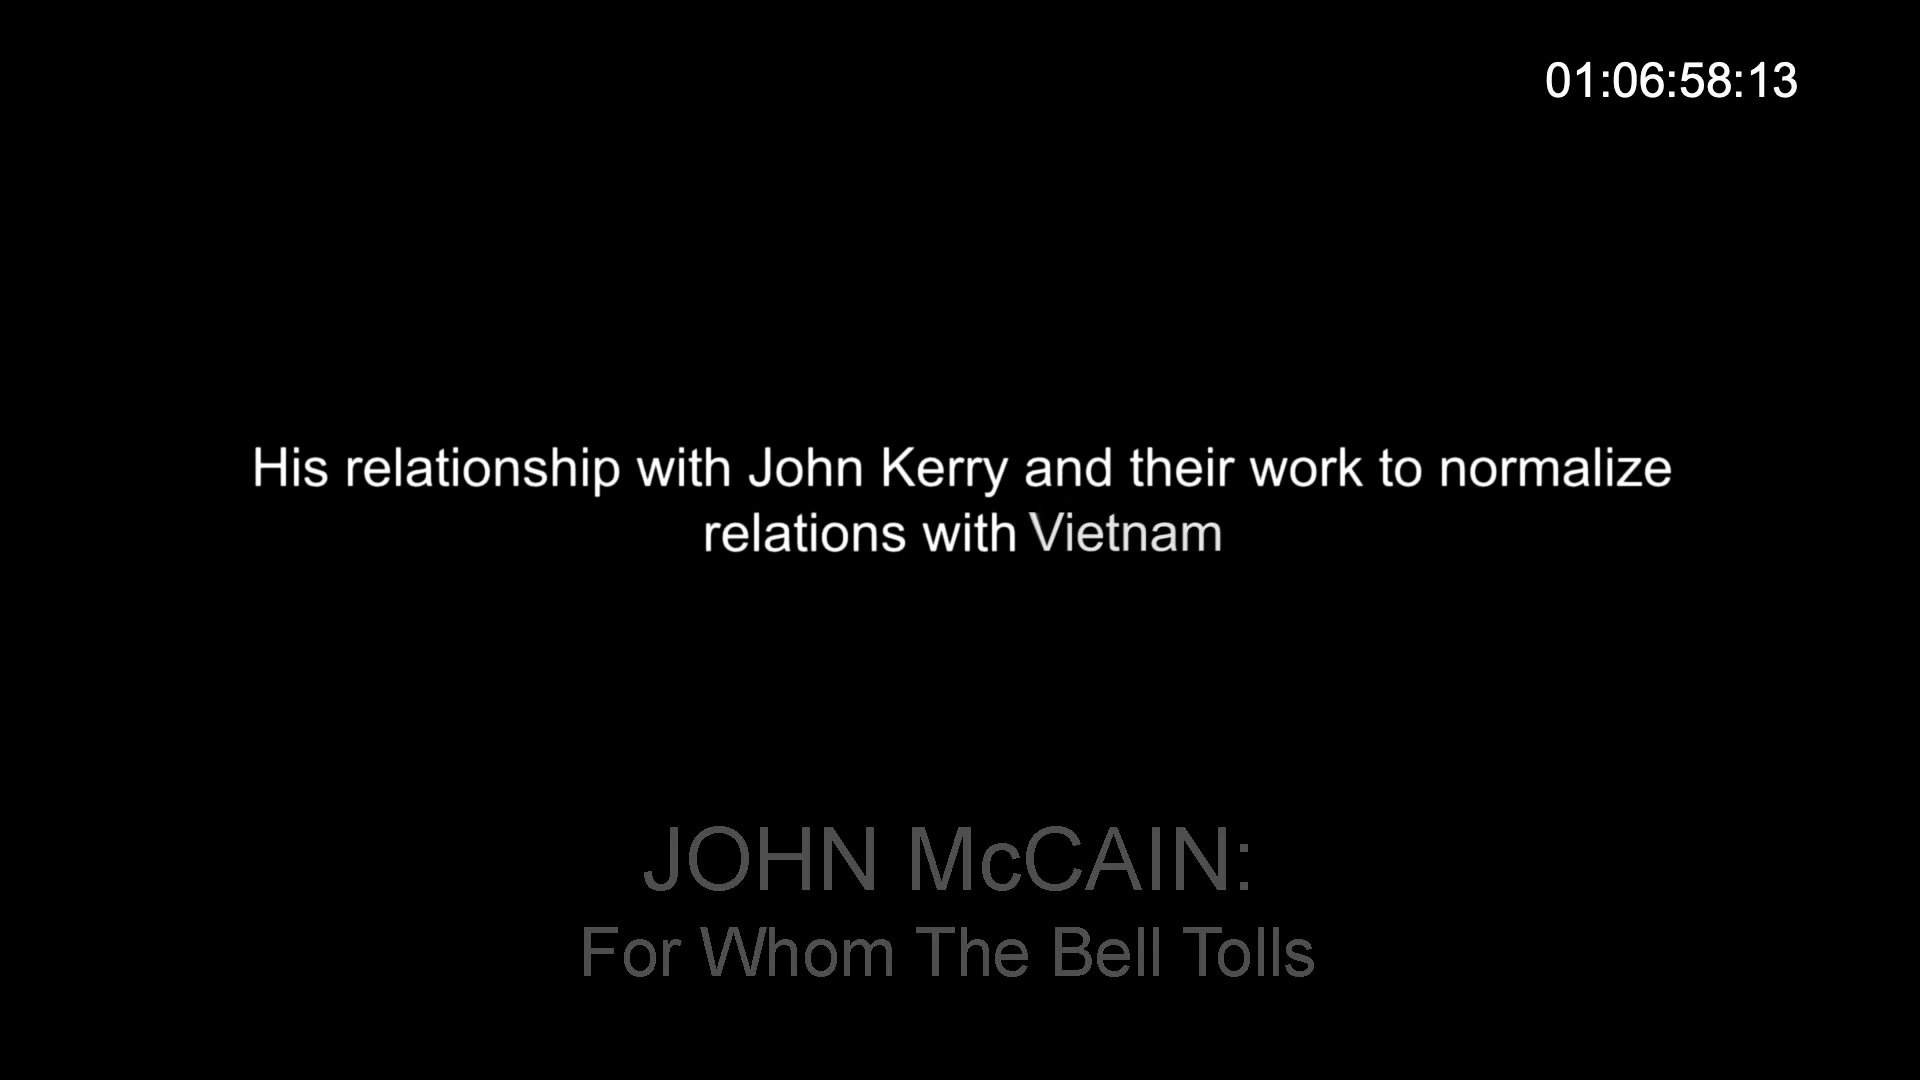 01:06:58:13
His relationship with John Kerry and their work to normalize
relations with Vietnam
JOHN McCAIN:
For Whom The Bell Tolls